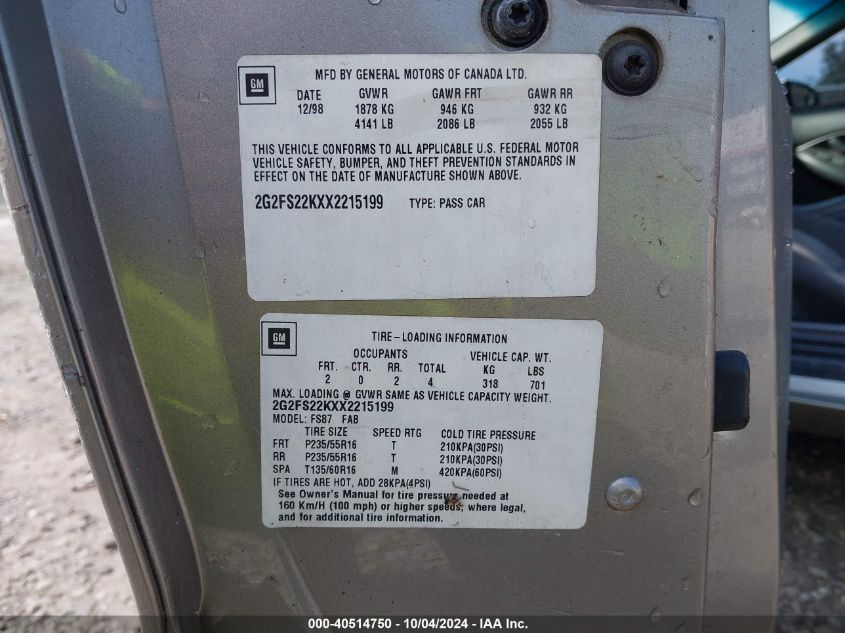 GM
MFD BY GENERAL MOTORS OF CANADA LTD.
DATE GVWR GAWR FRT GAWR RR
12/98 1878 KG 946 KG 932 KG
4141 LB 2086 LB 2055 LB
THIS VEHICLE CONFORMS TO ALL APPLICABLE U.S. FEDERAL MOTOR
VEHICLE SAFETY, BUMPER, AND THEFT PREVENTION STANDARDS IN
EFFECT ON THE DATE OF MANUFACTURE SHOWN ABOVE.
2G2FS22KXX2215199 TYPE: PASS CAR
GM
TIRE-LOADING INFORMATION
OCCUPANTS VEHICLE CAP. WT.
FRT. CTR. RR. TOTAL KG LBS
2 0 2 4 318 701
MAX. LOADING @ GVWR SAME AS VEHICLE CAPACITY WEIGHT.
2G2FS22KXX2215199
MODEL: FS87 FAB
TIRE SIZE SPEED RTG COLD TIRE PRESSURE
FRT P235/55R16 T 210KPA(30PSI)
RR P235/55R16 T 210KPA(30PSI)
SPA T135/60R16 M 420KPA(60PSI)
IF TIRES ARE HOT, ADD 28KPA(4PSI)
See Owner's Manual for tire pressure needed at
160 Km/H (100 mph) or higher speeds, where legal,
and for additional tire information.
000-40514750 - 10/04/2024 - IAA Inc.